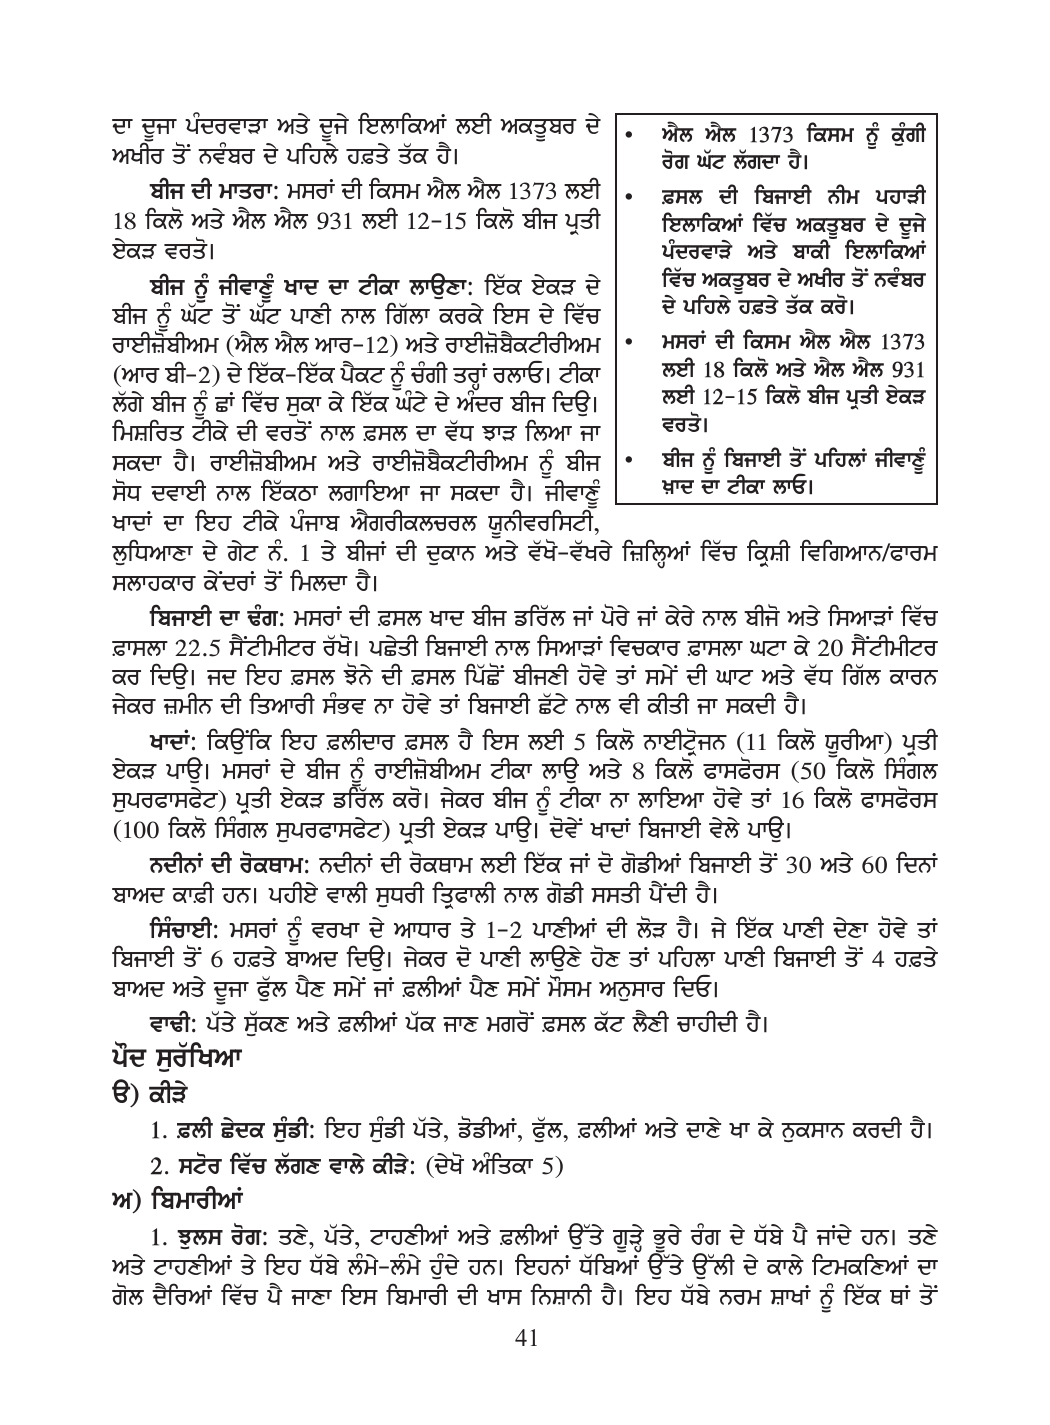 ਦਾ ਦੂਜਾ ਪੰਦਰਵਾੜਾ ਅਤੇ ਦੂਜੇ ਇਲਾਕਿਆਂ ਲਈ ਅਕਤੂਬਰ ਦੇ
ਅਖੀਰ ਤੋਂ ਨਵੰਬਰ ਦੇ ਪਹਿਲੇ ਹਫ਼ਤੇ ਤੱਕ ਹੈ।
ਬੀਜ ਦੀ ਮਾਤਰਾ: ਮਸਰਾਂ ਦੀ ਕਿਸਮ ਐਲ ਐਲ 1373 ਲਈ
18 ਕਿਲੋ ਅਤੇ ਐਲ ਐਲ 931 ਲਈ 12-15 ਕਿਲੋ ਬੀਜ ਪ੍ਰਤੀ
ਏਕੜ ਵਰਤੋ।
ਬੀਜ ਨੂੰ ਜੀਵਾਣੂੰ ਖਾਦ ਦਾ ਟੀਕਾ ਲਾਉਣਾ: ਇੱਕ ਏਕੜ ਦੇ
ਬੀਜ ਨੂੰ ਘੱਟ ਤੋਂ ਘੱਟ ਪਾਣੀ ਨਾਲ ਗਿੱਲਾ ਕਰਕੇ ਇਸ ਦੇ ਵਿੱਚ
ਰਾਈਜ਼ੋਬੀਅਮ (ਐਲ ਐਲ ਆਰ-12) ਅਤੇ ਰਾਈਜ਼ੋਬੈਕਟੀਰੀਅਮ
(ਆਰ ਬੀ-2) ਦੇ ਇੱਕ-ਇੱਕ ਪੈਕਟ ਨੂੰ ਚੰਗੀ ਤਰ੍ਹਾਂ ਰਲਾਓ। ਟੀਕਾ
ਲੱਗੇ ਬੀਜ ਨੂੰ ਛਾਂ ਵਿੱਚ ਸੁਕਾ ਕੇ ਇੱਕ ਘੰਟੇ ਦੇ ਅੰਦਰ ਬੀਜ ਦਿਉ।
ਮਿਸ਼ਰਿਤ ਟੀਕੇ ਦੀ ਵਰਤੋਂ ਨਾਲ ਫ਼ਸਲ ਦਾ ਵੱਧ ਝਾੜ ਲਿਆ ਜਾ
ਸਕਦਾ ਹੈ। ਰਾਈਜ਼ੋਬੀਅਮ ਅਤੇ ਰਾਈਜ਼ੋਬੈਕਟੀਰੀਅਮ ਨੂੰ ਬੀਜ
ਸੋਧ ਦਵਾਈ ਨਾਲ ਇੱਕਠਾ ਲਗਾਇਆ ਜਾ ਸਕਦਾ ਹੈ। ਜੀਵਾਣੂੰ
ਖਾਦਾਂ ਦਾ ਇਹ ਟੀਕੇ ਪੰਜਾਬ ਐਗਰੀਕਲਚਰਲ ਯੂਨੀਵਰਸਿਟੀ,
ਲੁਧਿਆਣਾ ਦੇ ਗੇਟ ਨੰ. 1 ਤੇ ਬੀਜਾਂ ਦੀ ਦੁਕਾਨ ਅਤੇ ਵੱਖੋ-ਵੱਖਰੇ ਜ਼ਿਲ੍ਹਿਆਂ ਵਿੱਚ ਕ੍ਰਿਸ਼ੀ ਵਿਗਿਆਨ/ਫਾਰਮ
ਸਲਾਹਕਾਰ ਕੇਂਦਰਾਂ ਤੋਂ ਮਿਲਦਾ ਹੈ।
• ਐਲ ਐਲ 1373 ਕਿਸਮ ਨੂੰ ਕੁੰਗੀ
ਰੋਗ ਘੱਟ ਲੱਗਦਾ ਹੈ।
• ਫ਼ਸਲ ਦੀ ਬਿਜਾਈ ਨੀਮ ਪਹਾੜੀ
ਇਲਾਕਿਆਂ ਵਿੱਚ ਅਕਤੂਬਰ ਦੇ ਦੂਜੇ
ਪੰਦਰਵਾੜੇ ਅਤੇ ਬਾਕੀ ਇਲਾਕਿਆਂ
ਵਿੱਚ ਅਕਤੂਬਰ ਦੇ ਅਖੀਰ ਤੋਂ ਨਵੰਬਰ
ਦੇ ਪਹਿਲੇ ਹਫ਼ਤੇ ਤੱਕ ਕਰੋ।
• ਮਸਰਾਂ ਦੀ ਕਿਸਮ ਐਲ ਐਲ 1373
ਲਈ 18 ਕਿਲੋ ਅਤੇ ਐਲ ਐਲ 931
ਲਈ 12-15 ਕਿਲੋ ਬੀਜ ਪ੍ਰਤੀ ਏਕੜ
ਵਰਤੋ।
• ਬੀਜ ਨੂੰ ਬਿਜਾਈ ਤੋਂ ਪਹਿਲਾਂ ਜੀਵਾਣੂੰ
ਖ਼ਾਦ ਦਾ ਟੀਕਾ ਲਾਓ।
ਬਿਜਾਈ ਦਾ ਢੰਗ: ਮਸਰਾਂ ਦੀ ਫ਼ਸਲ ਖਾਦ ਬੀਜ ਡਰਿੱਲ ਜਾਂ ਪੋਰੇ ਜਾਂ ਕੇਰੇ ਨਾਲ ਬੀਜੋ ਅਤੇ ਸਿਆੜਾਂ ਵਿੱਚ
ਫ਼ਾਸਲਾ 22.5 ਸੈਂਟੀਮੀਟਰ ਰੱਖੋ। ਪਛੇਤੀ ਬਿਜਾਈ ਨਾਲ ਸਿਆੜਾਂ ਵਿਚਕਾਰ ਫ਼ਾਸਲਾ ਘਟਾ ਕੇ 20 ਸੈਂਟੀਮੀਟਰ
ਕਰ ਦਿਉ। ਜਦ ਇਹ ਫ਼ਸਲ ਝੋਨੇ ਦੀ ਫ਼ਸਲ ਪਿੱਛੋਂ ਬੀਜਣੀ ਹੋਵੇ ਤਾਂ ਸਮੇਂ ਦੀ ਘਾਟ ਅਤੇ ਵੱਧ ਗਿੱਲ ਕਾਰਨ
ਜੇਕਰ ਜ਼ਮੀਨ ਦੀ ਤਿਆਰੀ ਸੰਭਵ ਨਾ ਹੋਵੇ ਤਾਂ ਬਿਜਾਈ ਛੱਟੇ ਨਾਲ ਵੀ ਕੀਤੀ ਜਾ ਸਕਦੀ ਹੈ।
ਖਾਦਾਂ: ਕਿਉਂਕਿ ਇਹ ਫ਼ਲੀਦਾਰ ਫ਼ਸਲ ਹੈ ਇਸ ਲਈ 5 ਕਿਲੋ ਨਾਈਟ੍ਰੋਜਨ (11 ਕਿਲੋ ਯੂਰੀਆ) ਪ੍ਰਤੀ
ਏਕੜ ਪਾਉ। ਮਸਰਾਂ ਦੇ ਬੀਜ ਨੂੰ ਰਾਈਜ਼ੋਬੀਅਮ ਟੀਕਾ ਲਾਉ ਅਤੇ 8 ਕਿਲੋ ਫਾਸਫੋਰਸ (50 ਕਿਲੋ ਸਿੰਗਲ
ਸੁਪਰਫਾਸਫੇਟ) ਪ੍ਰਤੀ ਏਕੜ ਡਰਿੱਲ ਕਰੋ। ਜੇਕਰ ਬੀਜ ਨੂੰ ਟੀਕਾ ਨਾ ਲਾਇਆ ਹੋਵੇ ਤਾਂ 16 ਕਿਲੋ ਫਾਸਫੋਰਸ
(100 ਕਿਲੋ ਸਿੰਗਲ ਸੁਪਰਫਾਸਫੇਟ) ਪ੍ਰਤੀ ਏਕੜ ਪਾਉ। ਦੋਵੇਂ ਖਾਦਾਂ ਬਿਜਾਈ ਵੇਲੇ ਪਾਉ।
ਨਦੀਨਾਂ ਦੀ ਰੋਕਥਾਮ: ਨਦੀਨਾਂ ਦੀ ਰੋਕਥਾਮ ਲਈ ਇੱਕ ਜਾਂ ਦੋ ਗੋਡੀਆਂ ਬਿਜਾਈ ਤੋਂ 30 ਅਤੇ 60 ਦਿਨਾਂ
ਬਾਅਦ ਕਾਫ਼ੀ ਹਨ। ਪਹੀਏ ਵਾਲੀ ਸੁਧਰੀ ਤ੍ਰਿਫਾਲੀ ਨਾਲ ਗੋਡੀ ਸਸਤੀ ਪੈਂਦੀ ਹੈ।
ਸਿੰਚਾਈ: ਮਸਰਾਂ ਨੂੰ ਵਰਖਾ ਦੇ ਆਧਾਰ ਤੇ 1-2 ਪਾਣੀਆਂ ਦੀ ਲੋੜ ਹੈ। ਜੇ ਇੱਕ ਪਾਣੀ ਦੇਣਾ ਹੋਵੇ ਤਾਂ
ਬਿਜਾਈ ਤੋਂ 6 ਹਫ਼ਤੇ ਬਾਅਦ ਦਿਉ। ਜੇਕਰ ਦੋ ਪਾਣੀ ਲਾਉਣੇ ਹੋਣ ਤਾਂ ਪਹਿਲਾ ਪਾਣੀ ਬਿਜਾਈ ਤੋਂ 4 ਹਫ਼ਤੇ
ਬਾਅਦ ਅਤੇ ਦੂਜਾ ਫੁੱਲ ਪੈਣ ਸਮੇਂ ਜਾਂ ਫ਼ਲੀਆਂ ਪੈਣ ਸਮੇਂ ਮੌਸਮ ਅਨੁਸਾਰ ਦਿਓ।
ਵਾਢੀ: ਪੱਤੇ ਸੁੱਕਣ ਅਤੇ ਫ਼ਲੀਆਂ ਪੱਕ ਜਾਣ ਮਗਰੋਂ ਫ਼ਸਲ ਕੱਟ ਲੈਣੀ ਚਾਹੀਦੀ ਹੈ।
ਪੌਦ ਸੁਰੱਖਿਆ
ੳ) ਕੀੜੇ
1. ਫ਼ਲੀ ਛੇਦਕ ਸੁੰਡੀ: ਇਹ ਸੁੰਡੀ ਪੱਤੇ, ਡੋਡੀਆਂ, ਫੁੱਲ, ਫ਼ਲੀਆਂ ਅਤੇ ਦਾਣੇ ਖਾ ਕੇ ਨੁਕਸਾਨ ਕਰਦੀ ਹੈ।
2. ਸਟੋਰ ਵਿੱਚ ਲੱਗਣ ਵਾਲੇ ਕੀੜੇ: (ਦੇਖੋ ਅੰਤਿਕਾ 5)
ਅ) ਬਿਮਾਰੀਆਂ
1. ਝੁਲਸ ਰੋਗ: ਤਣੇ, ਪੱਤੇ, ਟਾਹਣੀਆਂ ਅਤੇ ਫ਼ਲੀਆਂ ਉੱਤੇ ਗੂੜ੍ਹੇ ਭੂਰੇ ਰੰਗ ਦੇ ਧੱਬੇ ਪੈ ਜਾਂਦੇ ਹਨ। ਤਣੇ
ਅਤੇ ਟਾਹਣੀਆਂ ਤੇ ਇਹ ਧੱਬੇ ਲੰਮੇ-ਲੰਮੇ ਹੁੰਦੇ ਹਨ। ਇਹਨਾਂ ਧੱਬਿਆਂ ਉੱਤੇ ਉੱਲੀ ਦੇ ਕਾਲੇ ਟਿਮਕਣਿਆਂ ਦਾ
ਗੋਲ ਦੈਰਿਆਂ ਵਿੱਚ ਪੈ ਜਾਣਾ ਇਸ ਬਿਮਾਰੀ ਦੀ ਖਾਸ ਨਿਸ਼ਾਨੀ ਹੈ। ਇਹ ਧੱਬੇ ਨਰਮ ਸ਼ਾਖਾਂ ਨੂੰ ਇੱਕ ਥਾਂ ਤੋਂ
41